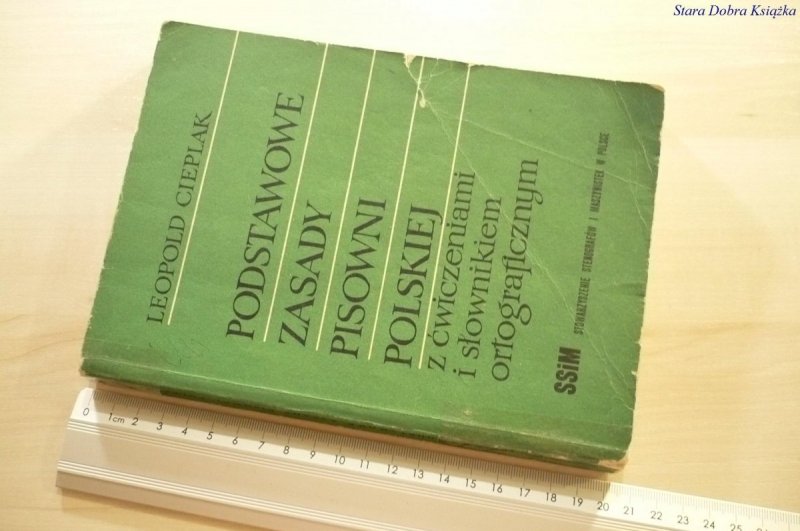 Stara Dobra Książka
LEOPOLD CIEPLAK
PODSTAWOWE
ZASADY
PISOWNI
POLSKIEJ
z ćwiczeniami
i słownikiem
ortograficznym
SSiM STOWARZYSZENIE STENOGRAFÓW I MASZYNISTEK W POLSCE
0 1cm 2 3 4 5 6 7 8 9 10 11 12 13 14 15 16 17 18 19 20 21 22 23 24 25